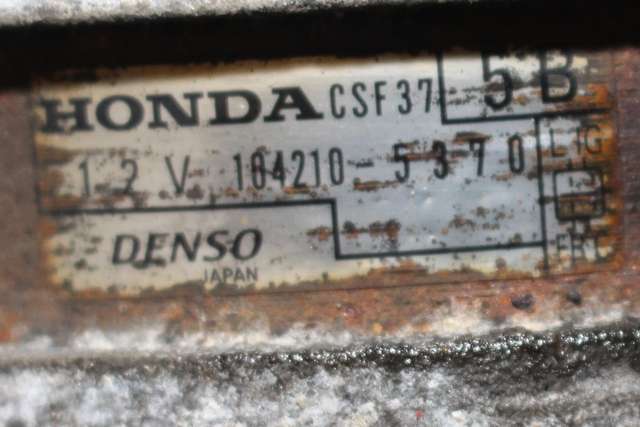 HONDA CSF37 5B
12V 104210-5370
DENSO
JAPAN